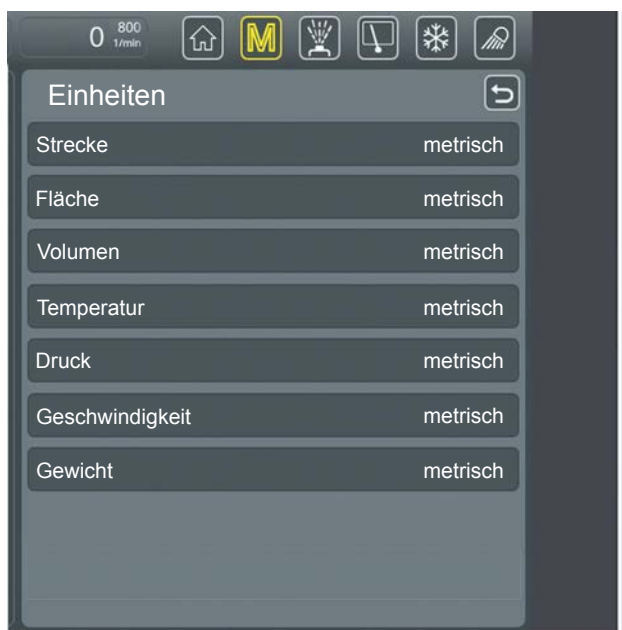 0 800 1/min M
Einheiten
Strecke metrisch
Fläche metrisch
Volumen metrisch
Temperatur metrisch
Druck metrisch
Geschwindigkeit metrisch
Gewicht metrisch